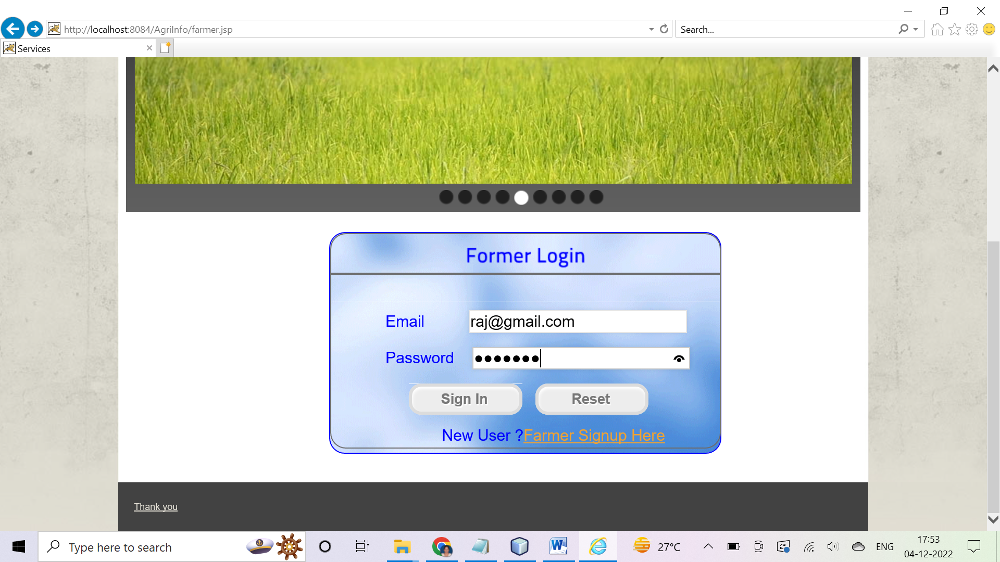 http://localhost:8084/AgriInfo/farmer.jsp
Search...
Services
Former Login
Email raj@gmail.com
Password
Sign In Reset
New User ?Farmer Signup Here
Thank you
Type here to search
27°C
ENG
17:53
04-12-2022